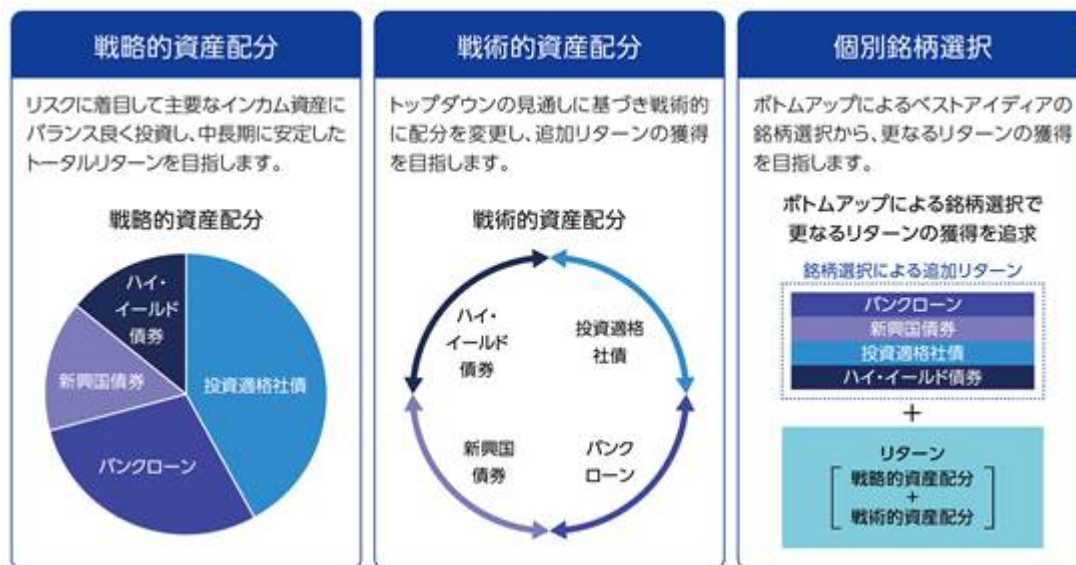 戦略的資産配分
リスクに着目して主要なインカム資産に
バランス良く投資し、中長期に安定した
トータルリターンを目指します。
戦略的資産配分
ハイ・
イールド
債券
新興国債券
投資適格社債
バンクローン
戦術的資産配分
トップダウンの見通しに基づき戦術的
に配分を変更し、追加リターンの獲得
を目指します。
戦術的資産配分
ハイ・
イールド
債券
投資適格
社債
新興国
債券
バンク
ローン
個別銘柄選択
ボトムアップによるベストアイディアの
銘柄選択から、更なるリターンの獲得
を目指します。
ボトムアップによる銘柄選択で
更なるリターンの獲得を追求
銘柄選択による追加リターン
バンクローン
新興国債券
投資適格社債
ハイ・イールド債券
+
リターン
戦略的資産配分
+
戦術的資産配分